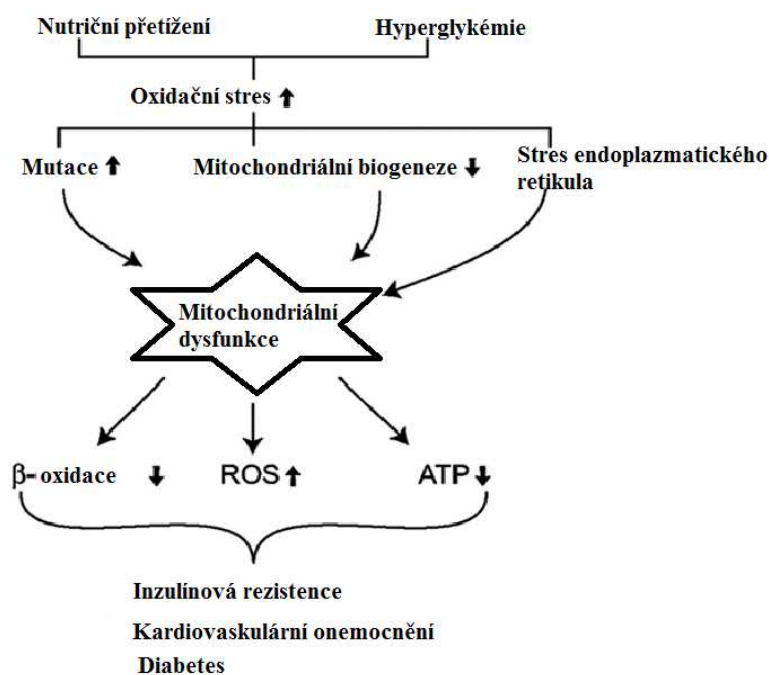 Nutriční přetížení
Hyperglykémie
Oxidační stres
Mutace
Mitochondriální biogeneze
Stres endoplazmatického
retikula
Mitochondriální
dysfunkce
β-oxidace
ROS
ATP
Inzulínová rezistence
Kardiovaskulární onemocnění
Diabetes